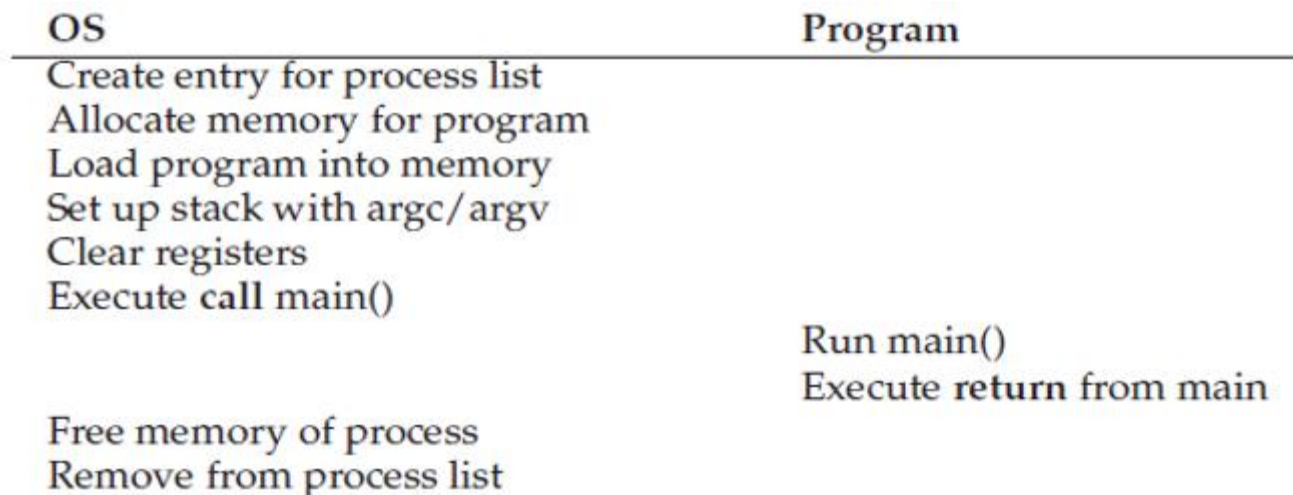 OS Program
Create entry for process list
Allocate memory for program
Load program into memory
Set up stack with argc/argv
Clear registers
Execute call main()
Run main()
Execute return from main
Free memory of process
Remove from process list